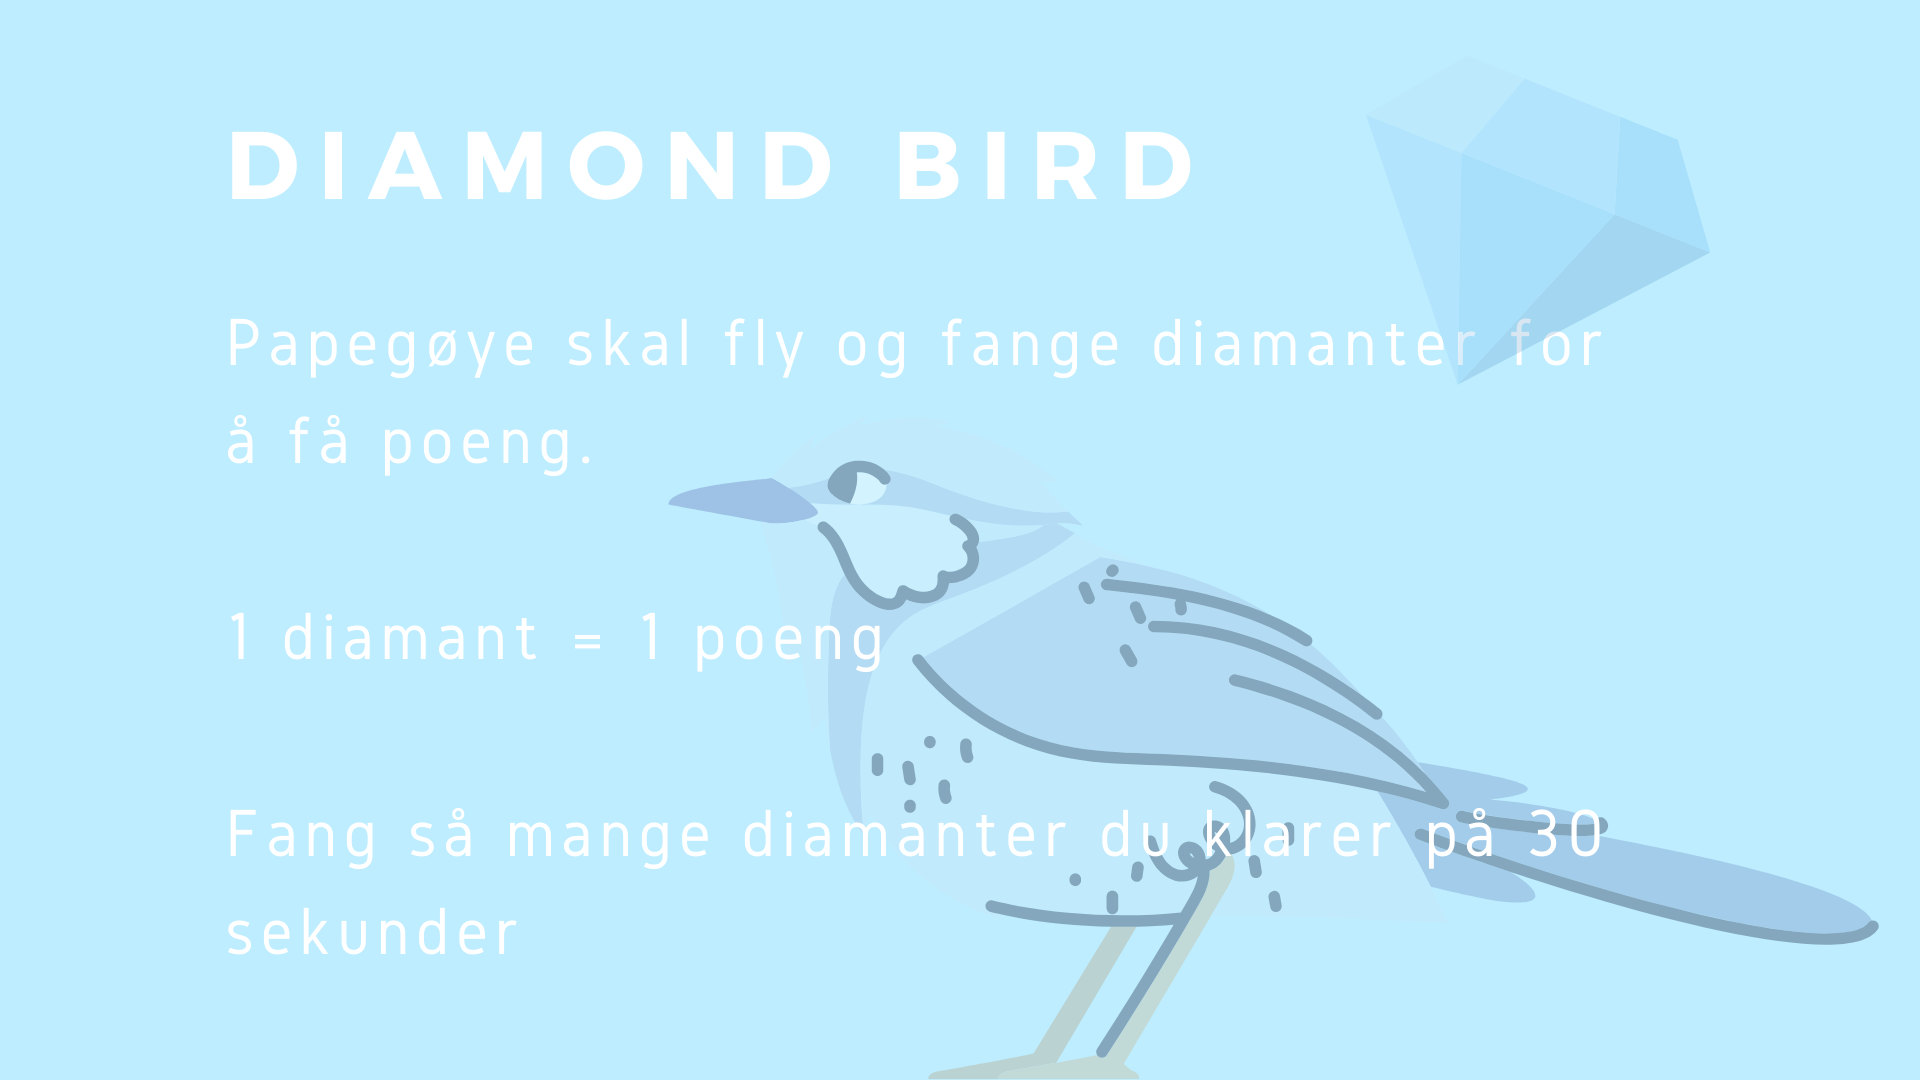 DIAMOND BIRD
Papegøye skal fly og fange diamanter for
å få poeng.
1 diamant = 1 poeng
Fang så mange diamanter du klarer på 30
sekunder